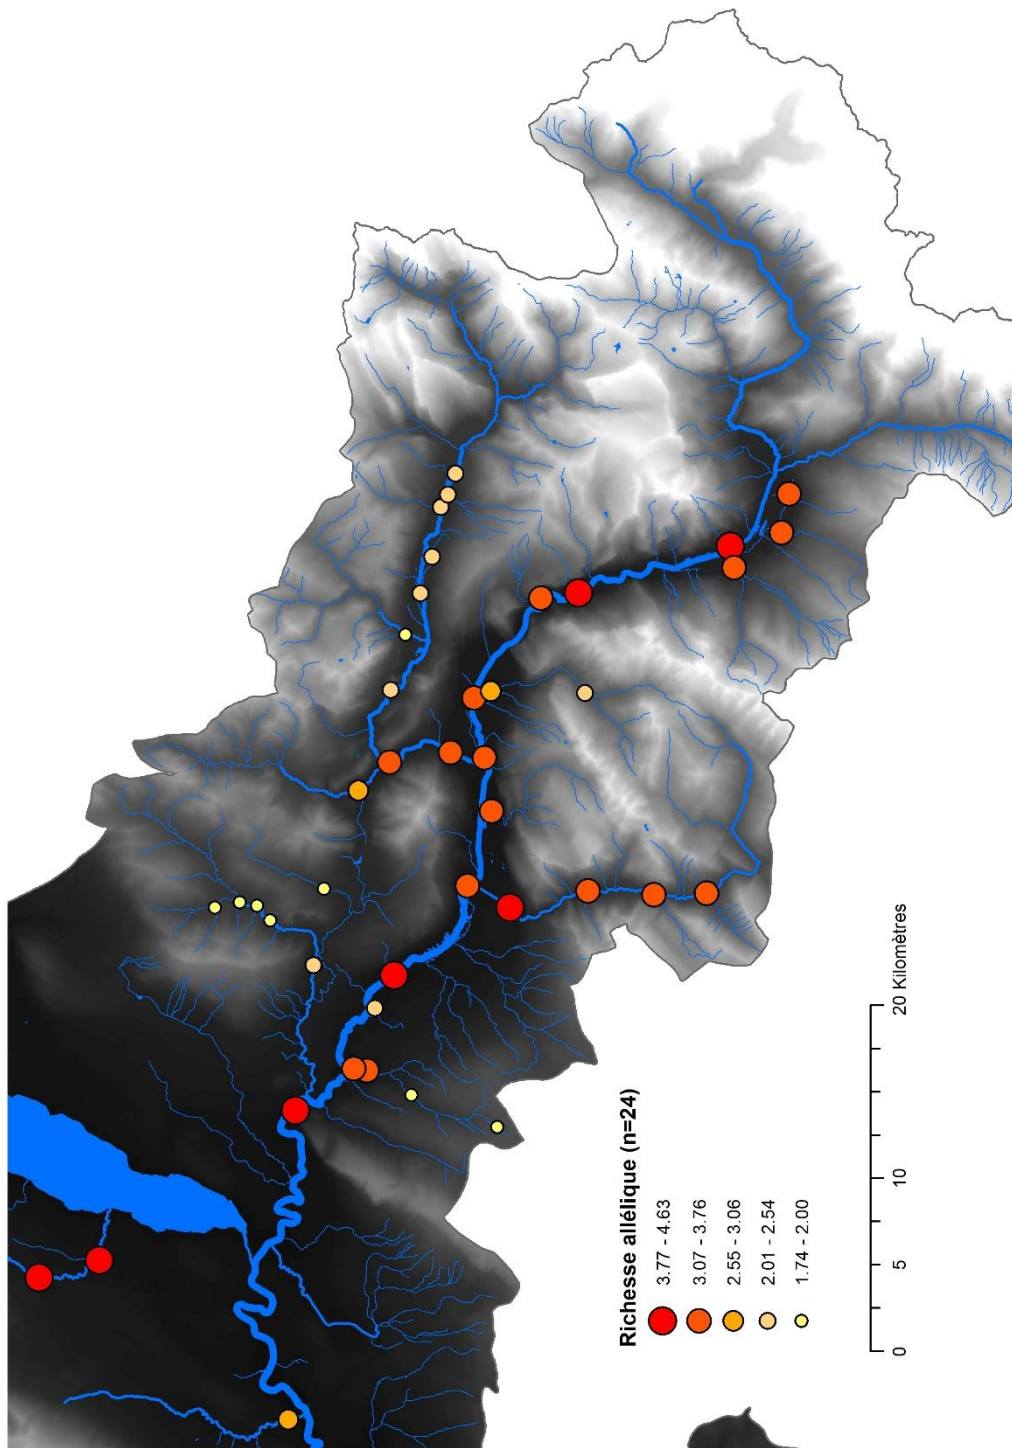 Richesse allélique (n=24)
3.77 - 4.63
3.07 - 3.76
2.55 - 3.06
2.01 - 2.54
1.74 - 2.00
0 5 10 20 Kilomètres